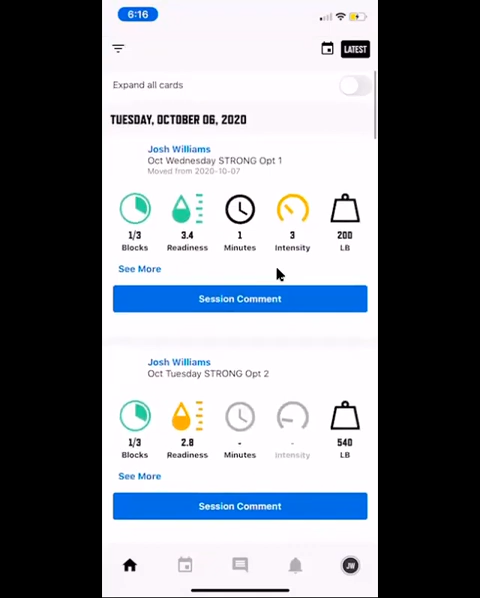 6:16
LATEST
Expand all cards
TUESDAY, OCTOBER 06, 2020
Josh Williams
Oct Wednesday STRONG Opt 1
Moved from 2020-10-07
1/3 3.4 1 3 200
Blocks Readiness Minutes Intensity LB
See More
Session Comment
Josh Williams
Oct Tuesday STRONG Opt 2
1/3 2.8 - - 540
Blocks Readiness Minutes Intensity LB
See More
Session Comment
JW